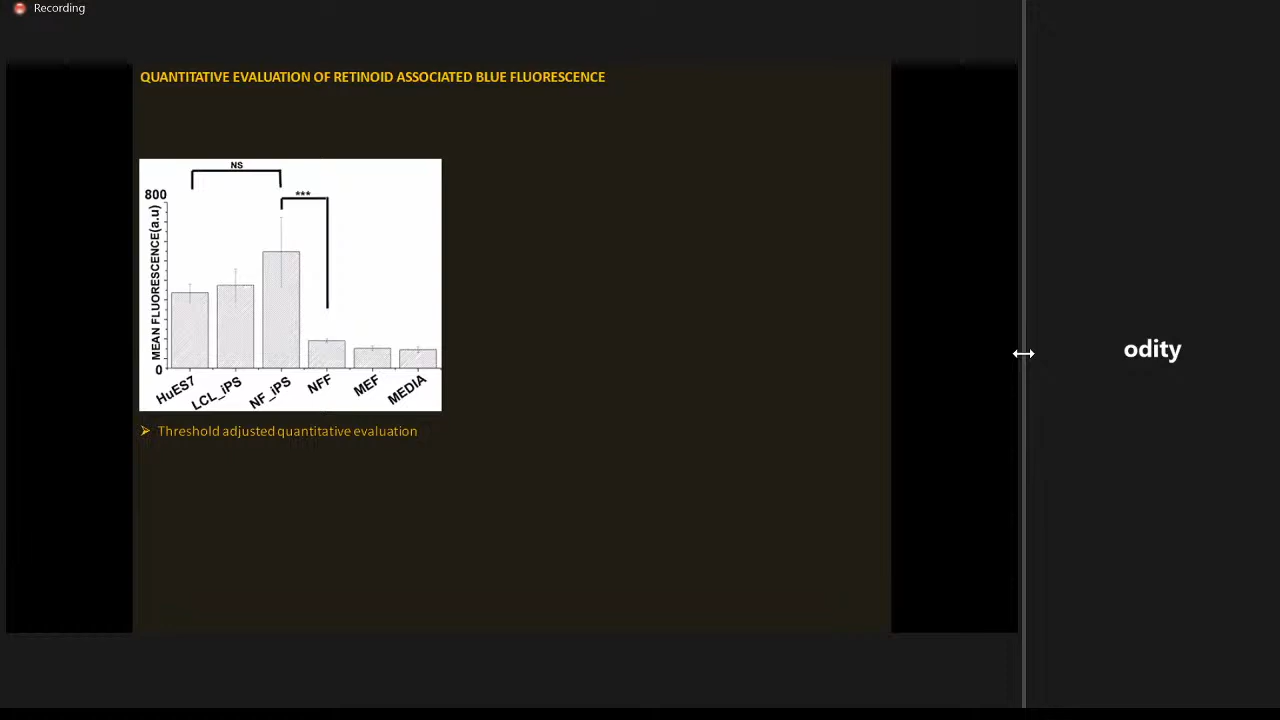 Recording
QUANTITATIVE EVALUATION OF RETINOID ASSOCIATED BLUE FLUORESCENCE
NS
***
800
MEAN FLUORESCENCE(a.u)
0
HuES7
LCL_iPS
NF_iPS
NFF
MEF
MEDIA
Threshold adjusted quantitative evaluation
odity